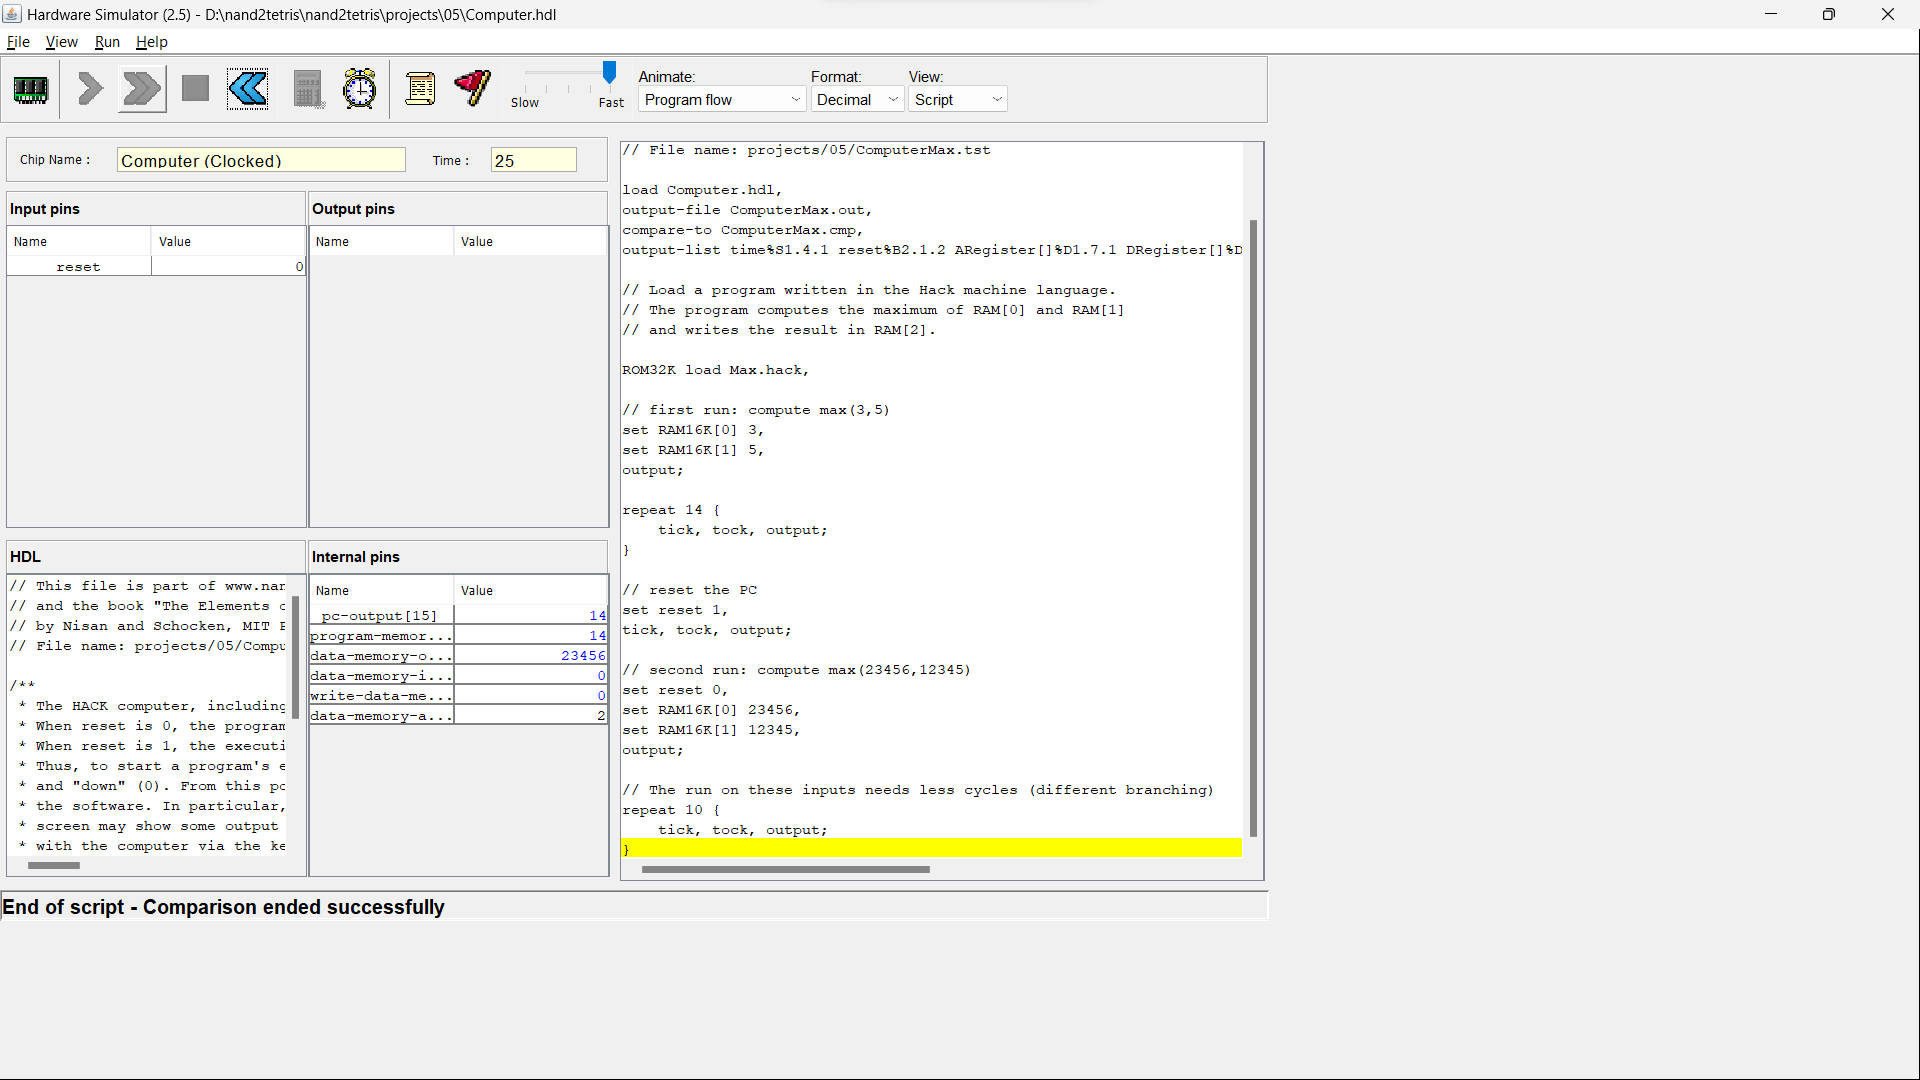 Hardware Simulator (2.5) - D:\nand2tetris\nand2tetris\projects\05\Computer.hdl
File View Run Help
Slow Fast
Animate: Format: View:
Program flow Decimal Script
Chip Name : Computer (Clocked) Time : 25
Input pins
Name Value
reset 0
Output pins
Name Value
HDL
// This file is part of www.nan
// and the book "The Elements o
// by Nisan and Schocken, MIT P
// File name: projects/05/Compu
/**
* The HACK computer, including
* When reset is 0, the program
* When reset is 1, the executi
* Thus, to start a program's e
* and "down" (0). From this po
* the software. In particular,
* screen may show some output
* with the computer via the ke
Internal pins
Name Value
pc-output[15] 14
program-memor... 14
data-memory-o... 23456
data-memory-i... 0
write-data-me... 0
data-memory-a... 2
// File name: projects/05/ComputerMax.tst
load Computer.hdl,
output-file ComputerMax.out,
compare-to ComputerMax.cmp,
output-list time%S1.4.1 reset%B2.1.2 ARegister[]%D1.7.1 DRegister[]%D
// Load a program written in the Hack machine language.
// The program computes the maximum of RAM[0] and RAM[1]
// and writes the result in RAM[2].
ROM32K load Max.hack,
// first run: compute max(3,5)
set RAM16K[0] 3,
set RAM16K[1] 5,
output;
repeat 14 {
tick, tock, output;
}
// reset the PC
set reset 1,
tick, tock, output;
// second run: compute max(23456,12345)
set reset 0,
set RAM16K[0] 23456,
set RAM16K[1] 12345,
output;
// The run on these inputs needs less cycles (different branching)
repeat 10 {
tick, tock, output;
}
End of script - Comparison ended successfully